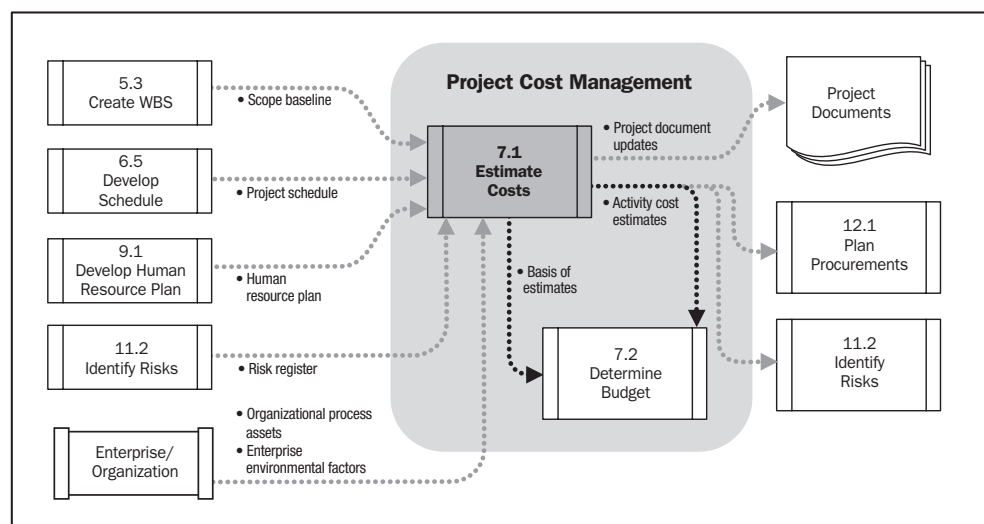 Project Cost Management
5.3
Create WBS
• Scope baseline
6.5
Develop
Schedule
• Project schedule
9.1
Develop Human
Resource Plan
• Human
resource plan
11.2
Identify Risks
• Risk register
Enterprise/
Organization
• Organizational process
assets
• Enterprise
environmental factors
7.1
Estimate
Costs
• Project document
updates
• Activity cost
estimates
• Basis of
estimates
7.2
Determine
Budget
Project
Documents
12.1
Plan
Procurements
11.2
Identify
Risks